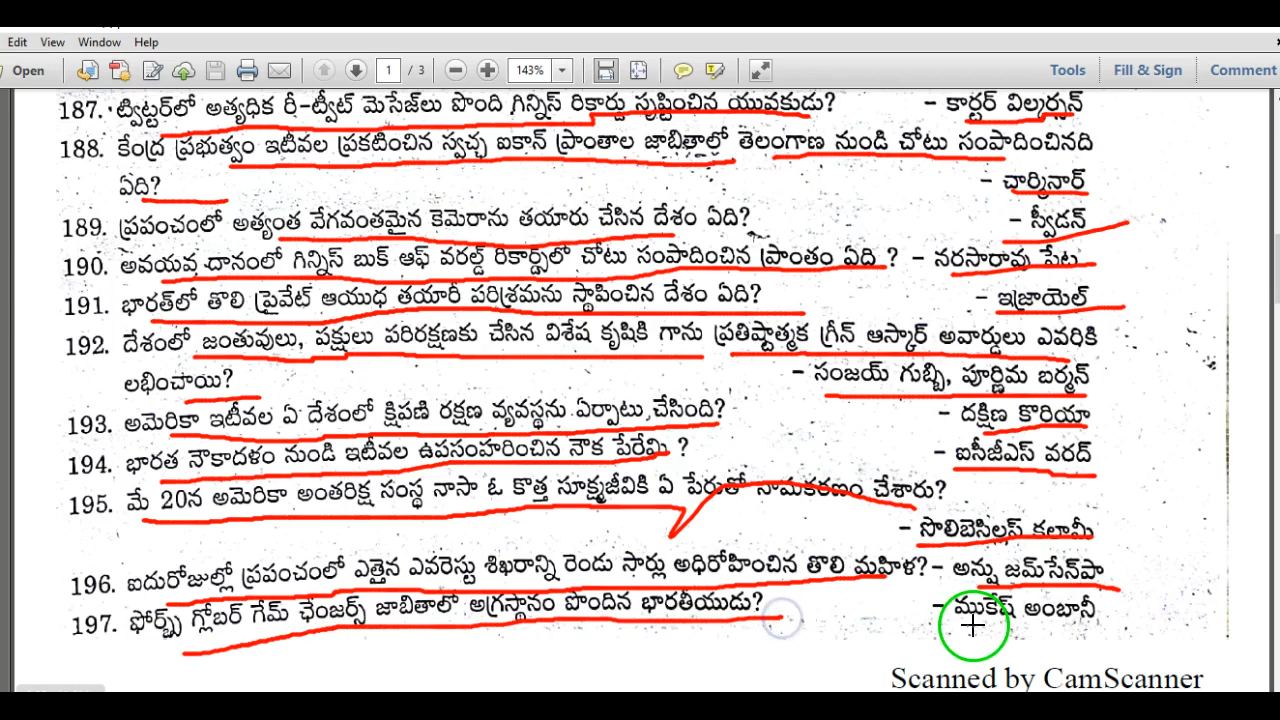 Edit View Window Help
Open 1 / 3 143% Tools Fill & Sign Comment
187. ట్విట్టర్‌లో అత్యధిక రీ-ట్వీట్ మెసేజ్‌లు పొంది గిన్నిస్ రికార్డు సృష్టించిన యువకుడు? – కార్టర్ విల్కర్సన్
188. కేంద్ర ప్రభుత్వం ఇటీవల ప్రకటించిన స్వచ్ఛ ఐకాన్ ప్రాంతాల జాబితాల్లో తెలంగాణ నుండి చోటు సంపాదించినది
ఏది? – ఛార్మినార్
189. ప్రపంచంలో అత్యంత వేగవంతమైన కెమెరాను తయారు చేసిన దేశం ఏది? – స్వీడన్
190. అవయవ దానంలో గిన్నిస్ బుక్ ఆఫ్ వరల్డ్ రికార్డ్స్‌లో చోటు సంపాదించిన ప్రాంతం ఏది ? – నరసారావు పేట
191. భారత్‌లో తొలి ప్రైవేట్ ఆయుధ తయారీ పరిశ్రమను స్థాపించిన దేశం ఏది? – ఇజ్రాయెల్
192. దేశంలో జంతువులు, పక్షులు పరిరక్షణకు చేసిన విశేష కృషికి గాను ప్రతిష్టాత్మక గ్రీన్ ఆస్కార్ అవార్డులు ఎవరికి
లభించాయి? – సంజయ్ గుబ్బి, పూర్ణిమ బర్మన్
193. అమెరికా ఇటీవల ఏ దేశంలో క్షిపణి రక్షణ వ్యవస్థను ఏర్పాటు చేసింది? – దక్షిణ కొరియా
194. భారత నౌకాదళం నుండి ఇటీవల ఉపసంహరించిన నౌక పేరేమి ? – ఐసీజీఎస్ వరద్
195. మే 20న అమెరికా అంతరిక్ష సంస్థ నాసా ఓ కొత్త సూక్ష్మజీవికి ఏ పేరుతో నామకరణం చేశారు?
– సొలిబెసిల్లస్ కలామీ
196. ఐదురోజుల్లో ప్రపంచంలో ఎత్తైన ఎవరెస్టు శిఖరాన్ని రెండు సార్లు అధిరోహించిన తొలి మహిళ? – అన్షు జమ్‌సేన్‌పా
197. ఫోర్బ్స్ గ్లోబర్ గేమ్ ఛేంజర్స్ జాబితాలో అగ్రస్థానం పొందిన భారతీయుడు? – ముకేష్ అంబానీ
Scanned by CamScanner